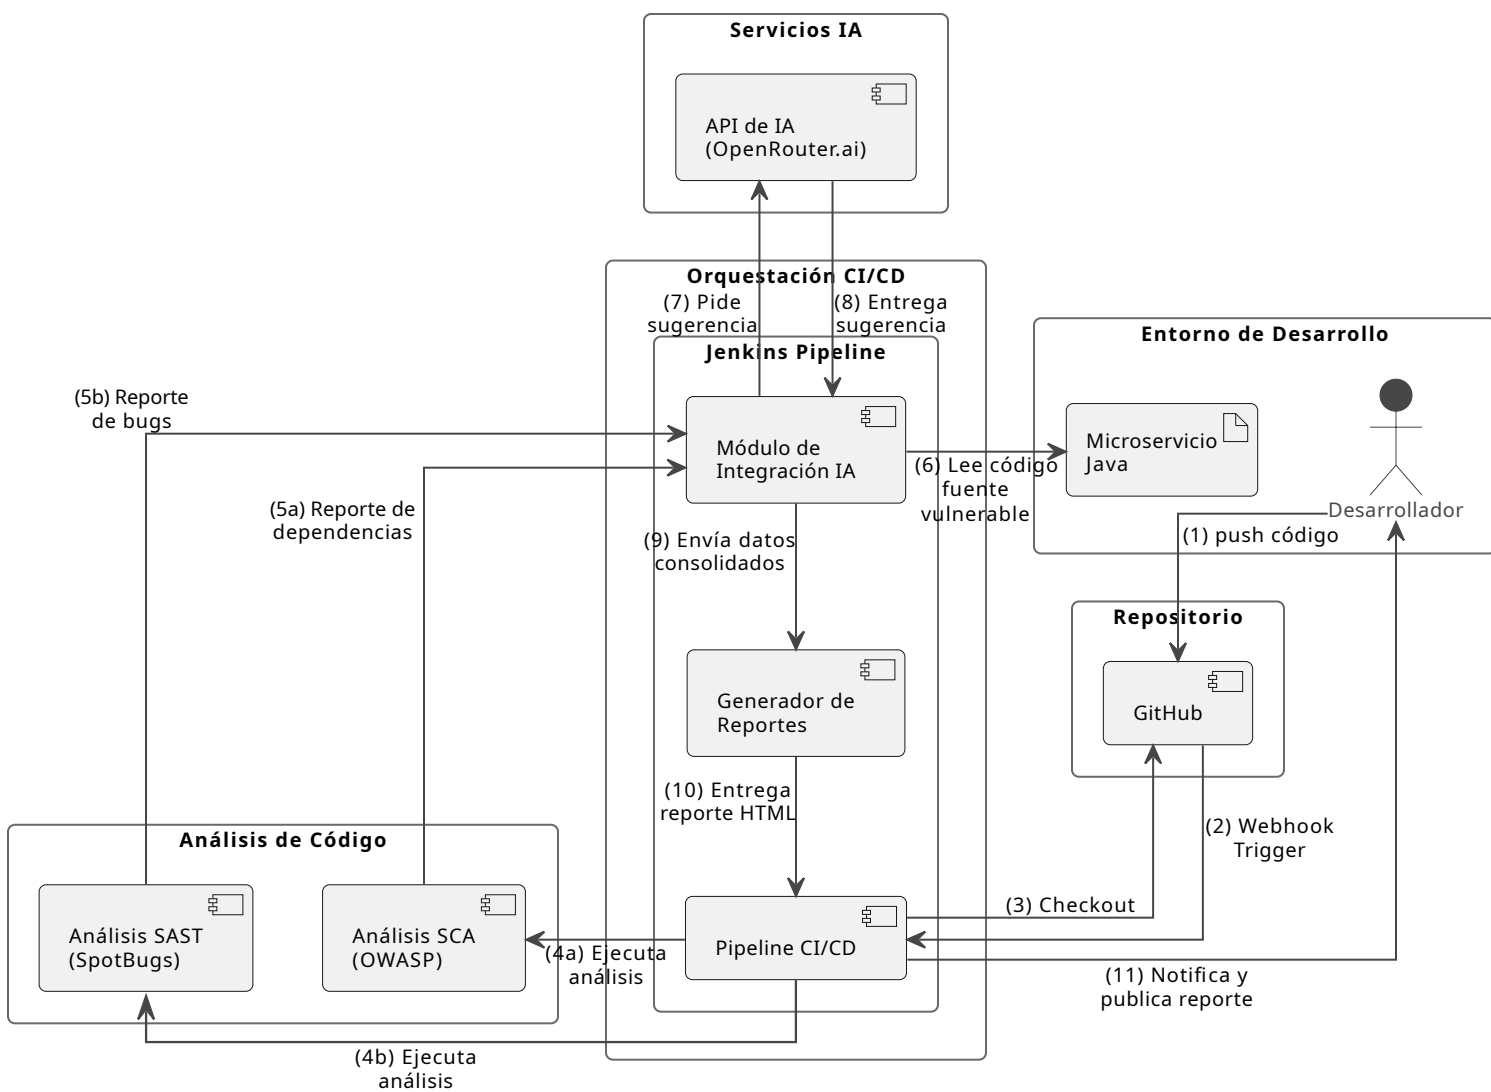 Servicios IA
API de IA
(OpenRouter.ai)
Orquestación CI/CD
(7) Pide
sugerencia
(8) Entrega
sugerencia
Jenkins Pipeline
Entorno de Desarrollo
(5b) Reporte
de bugs
Módulo de
Integración IA
Microservicio
Java
(6) Lee código
fuente
vulnerable
Desarrollador
(5a) Reporte de
dependencias
(1) push código
(9) Envía datos
consolidados
Repositorio
Generador de
Reportes
GitHub
(10) Entrega
reporte HTML
(2) Webhook
Trigger
Análisis de Código
(3) Checkout
Análisis SAST
(SpotBugs)
Análisis SCA
(OWASP)
(4a) Ejecuta
análisis
Pipeline CI/CD
(11) Notifica y
publica reporte
(4b) Ejecuta
análisis